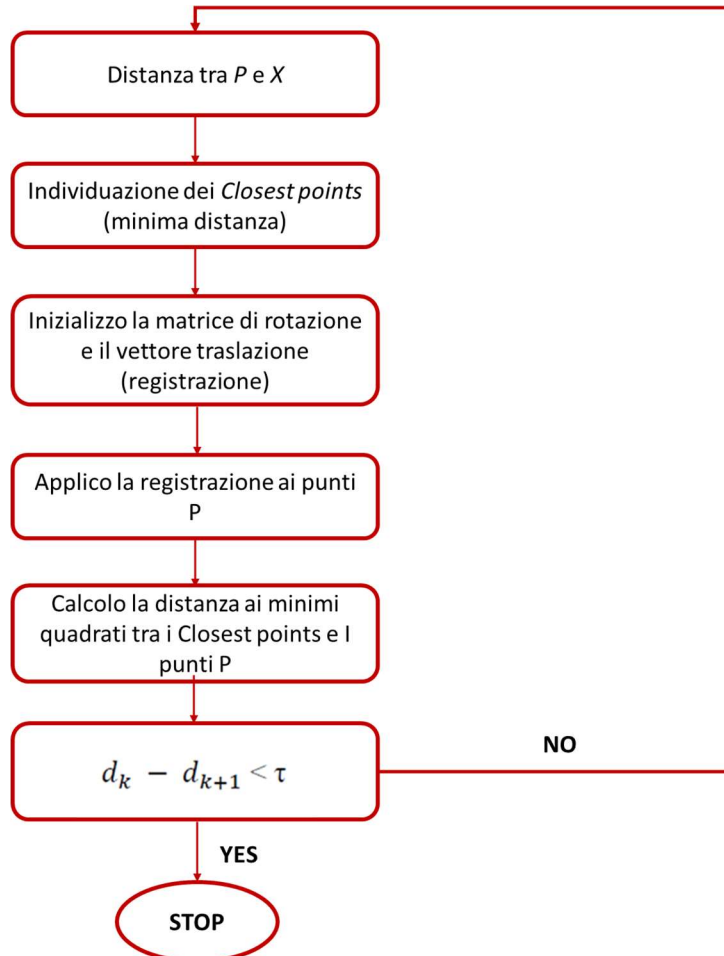 Distanza tra P e X
Individuazione dei Closest points
(minima distanza)
Inizializzo la matrice di rotazione
e il vettore traslazione
(registrazione)
Applico la registrazione ai punti
P
Calcolo la distanza ai minimi
quadrati tra i Closest points e I
punti P
d_k − d_{k+1} < τ
NO
YES
STOP